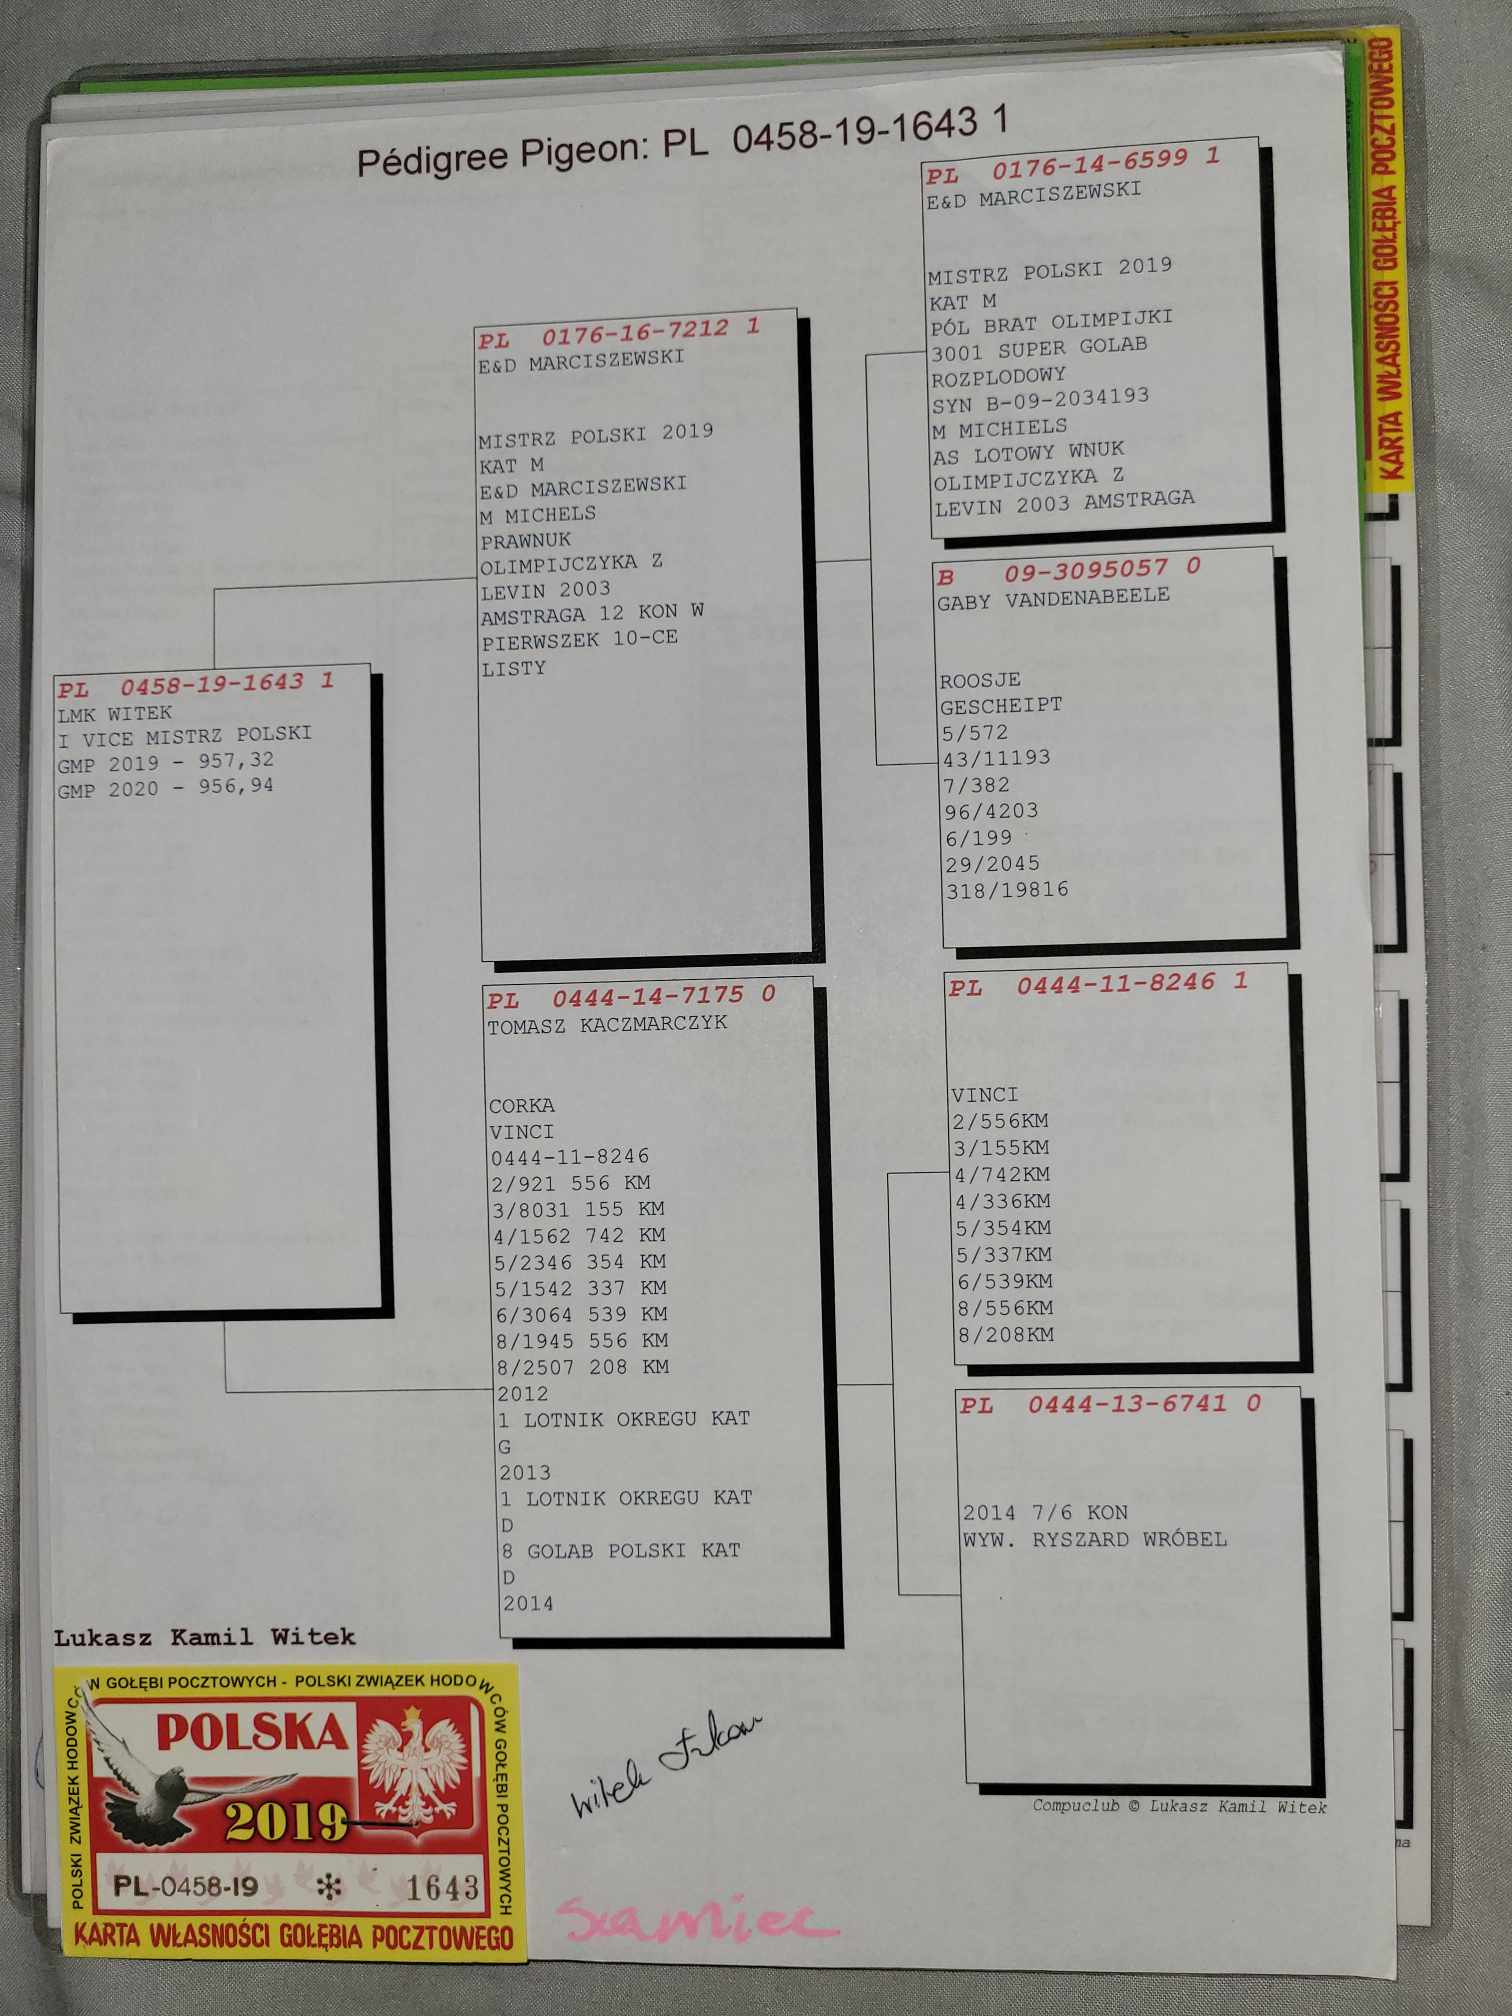 Pédigree Pigeon: PL 0458-19-1643 1
PL 0458-19-1643 1
LMK WITEK
I VICE MISTRZ POLSKI
GMP 2019 - 957,32
GMP 2020 - 956,94
PL 0176-16-7212 1
E&D MARCISZEWSKI
MISTRZ POLSKI 2019
KAT M
E&D MARCISZEWSKI
M MICHELS
PRAWNUK
OLIMPIJCZYKA Z
LEVIN 2003
AMSTRAGA 12 KON W
PIERWSZEK 10-CE
LISTY
PL 0444-14-7175 0
TOMASZ KACZMARCZYK
CORKA
VINCI
0444-11-8246
2/921 556 KM
3/8031 155 KM
4/1562 742 KM
5/2346 354 KM
5/1542 337 KM
6/3064 539 KM
8/1945 556 KM
8/2507 208 KM
2012
1 LOTNIK OKREGU KAT
G
2013
1 LOTNIK OKREGU KAT
D
8 GOLAB POLSKI KAT
D
2014
PL 0176-14-6599 1
E&D MARCISZEWSKI
MISTRZ POLSKI 2019
KAT M
PÓL BRAT OLIMPIJKI
3001 SUPER GOLAB
ROZPLODOWY
SYN B-09-2034193
M MICHIELS
AS LOTOWY WNUK
OLIMPIJCZYKA Z
LEVIN 2003 AMSTRAGA
B 09-3095057 0
GABY VANDENABEELE
ROOSJE
GESCHEIPT
5/572
43/11193
7/382
96/4203
6/199
29/2045
318/19816
PL 0444-11-8246 1
VINCI
2/556KM
3/155KM
4/742KM
4/336KM
5/354KM
5/337KM
6/539KM
8/556KM
8/208KM
PL 0444-13-6741 0
2014 7/6 KON
WYW. RYSZARD WRÓBEL
Compuclub © Lukasz Kamil Witek
Lukasz Kamil Witek
POLSKI ZWIĄZEK HODOWCÓW GOŁĘBI POCZTOWYCH - POLSKI ZWIĄZEK HODOWCÓW GOŁĘBI POCZTOWYCH
POLSKA
2019
PL-0458-19 * 1643
KARTA WŁASNOŚCI GOŁĘBIA POCZTOWEGO
Witek
Samiec
KARTA WŁASNOŚCI GOŁĘBIA POCZTOWEGO